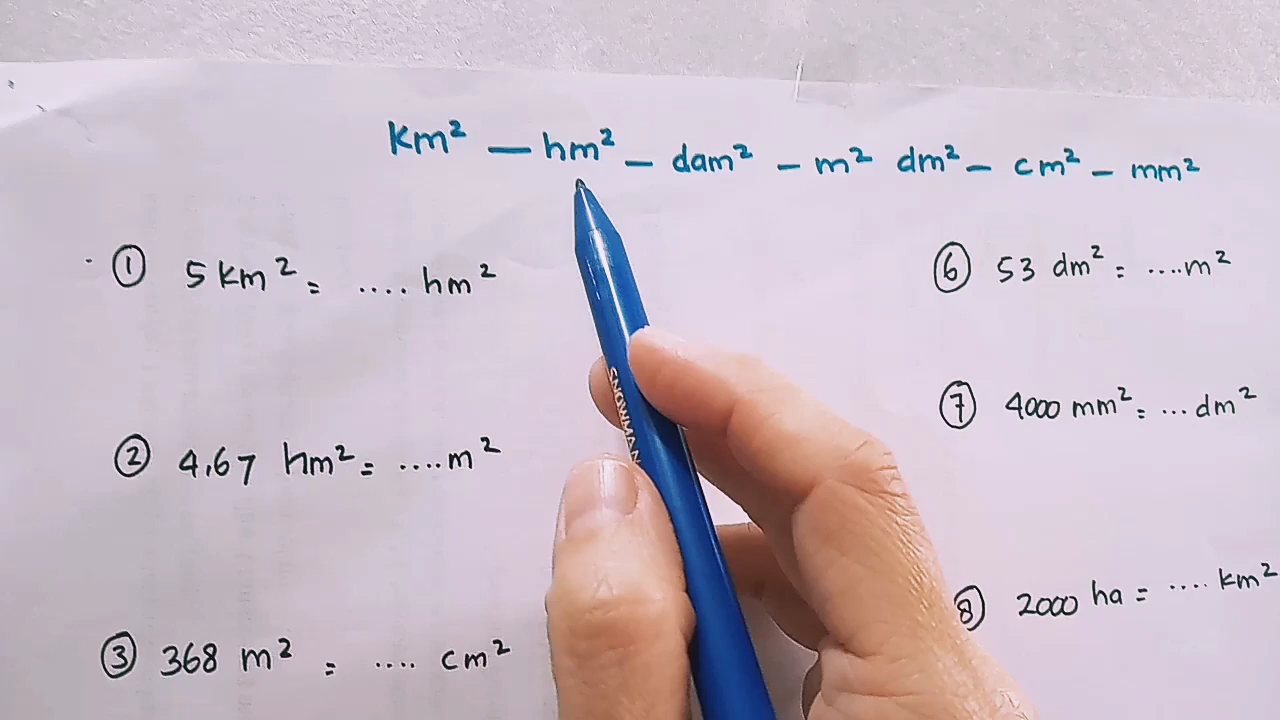 km² — hm² – dam² – m² dm² – cm² – mm²
① 5 km² = .... hm²
② 4,67 hm² = .... m²
③ 368 m² = .... cm²
⑥ 53 dm² = .... m²
⑦ 4000 mm² = ... dm²
⑧ 2000 ha = .... km²
SNOWMAN